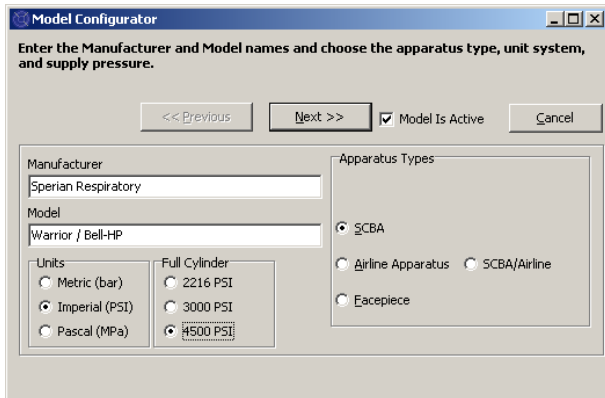 Model Configurator
Enter the Manufacturer and Model names and choose the apparatus type, unit system,
and supply pressure.
<< Previous
Next >>
Model Is Active
Cancel
Manufacturer
Sperian Respiratory
Model
Warrior / Bell-HP
Units
Metric (bar)
Imperial (PSI)
Pascal (MPa)
Full Cylinder
2216 PSI
3000 PSI
4500 PSI
Apparatus Types
SCBA
Airline Apparatus
SCBA/Airline
Facepiece